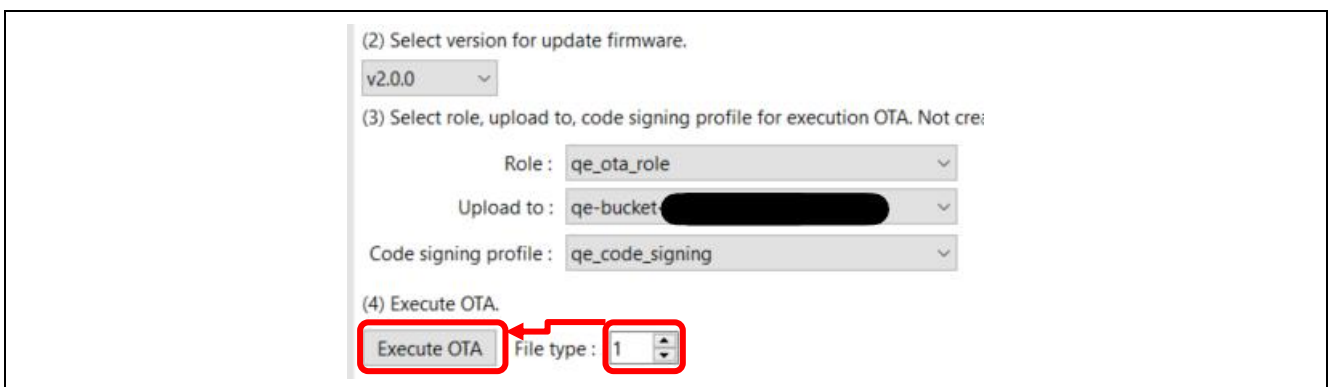 (2) Select version for update firmware.
v2.0.0
(3) Select role, upload to, code signing profile for execution OTA. Not
Role : qe_ota_role
Upload to : qe-bucket-
Code signing profile : qe_code_signing
(4) Execute OTA.
Execute OTA File type : 1